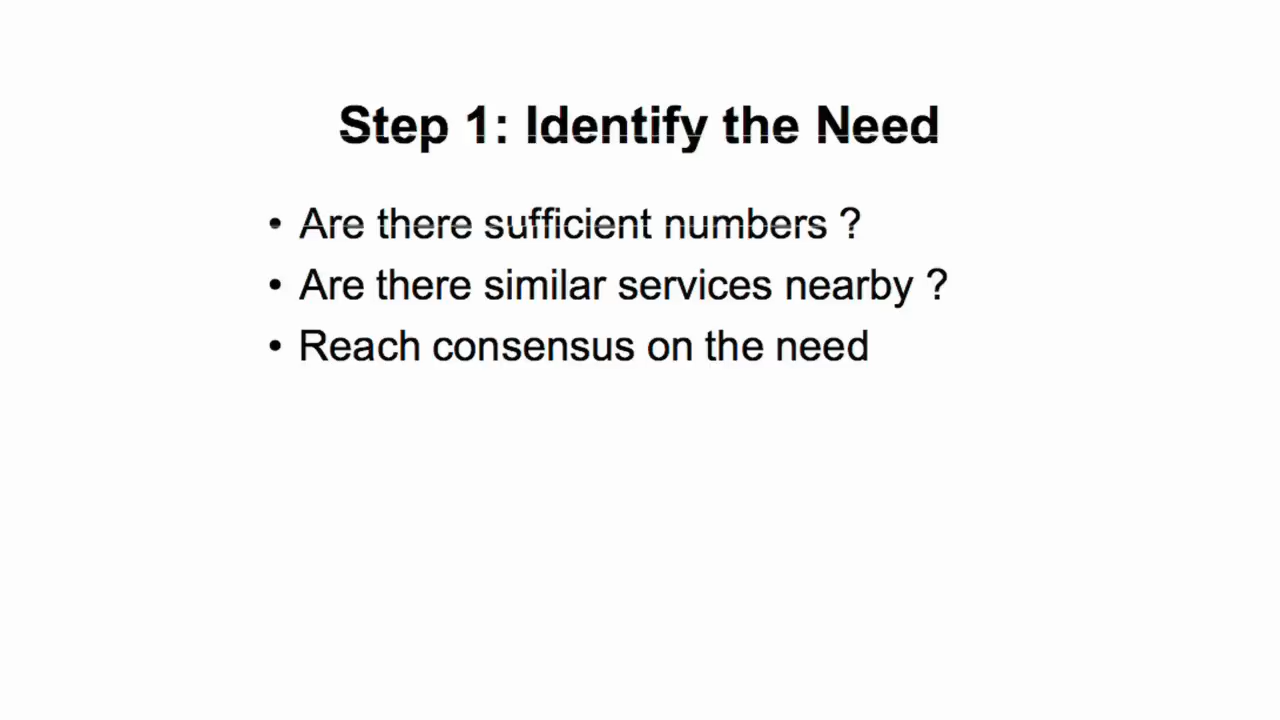 Step 1: Identify the Need
• Are there sufficient numbers ?
• Are there similar services nearby ?
• Reach consensus on the need